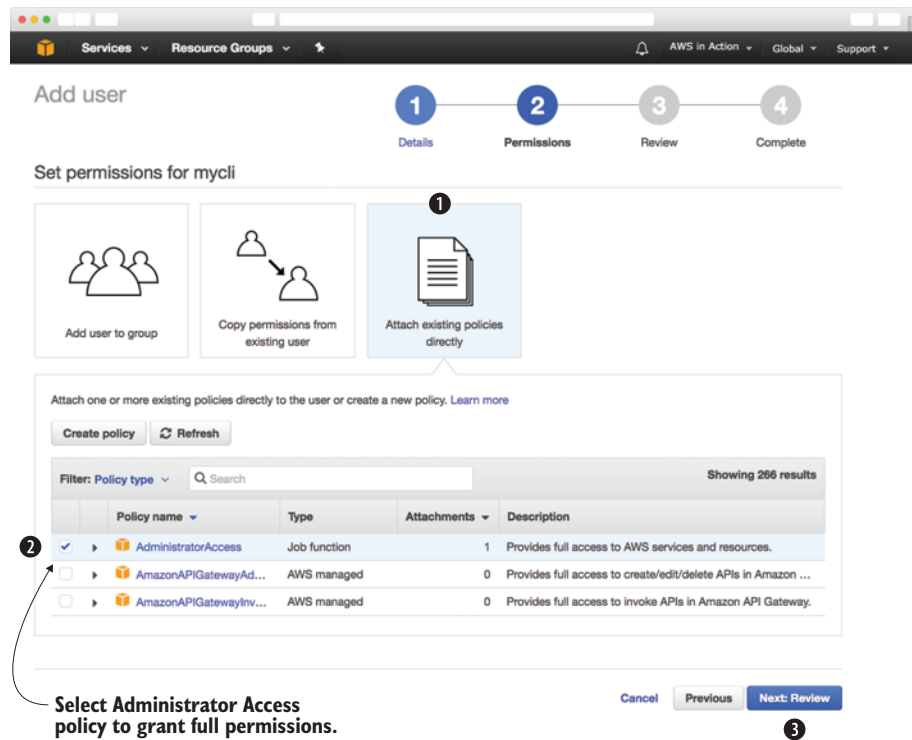 Services Resource Groups AWS in Action Global Support
Add user
1 2 3 4
Details Permissions Review Complete
Set permissions for mycli
1
Add user to group
Copy permissions from
existing user
Attach existing policies
directly
Attach one or more existing policies directly to the user or create a new policy. Learn more
Create policy Refresh
Filter: Policy type Search Showing 266 results
Policy name Type Attachments Description
2 AdministratorAccess Job function 1 Provides full access to AWS services and resources.
AmazonAPIGatewayAd... AWS managed 0 Provides full access to create/edit/delete APIs in Amazon ...
AmazonAPIGatewayInv... AWS managed 0 Provides full access to invoke APIs in Amazon API Gateway.
Select Administrator Access
policy to grant full permissions.
Cancel Previous Next: Review
3